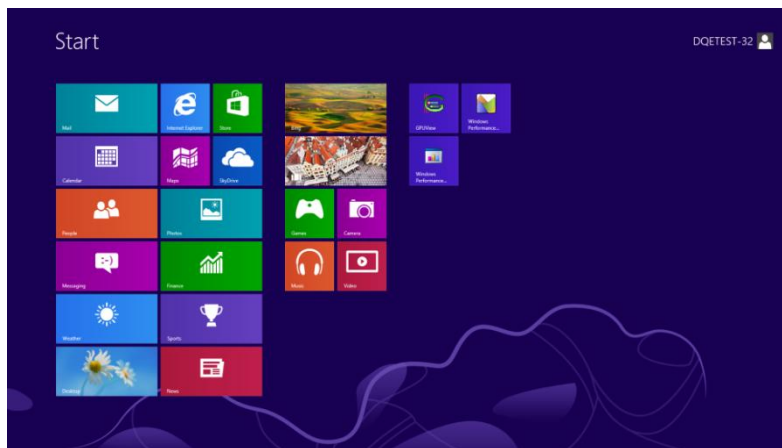 Start
DQETEST-32
Mail
Internet Explorer
Store
Bing
GPUView
Windows
Performance...
Calendar
Maps
SkyDrive
Windows
Performance...
People
Photos
Games
Camera
Messaging
Finance
Music
Video
Weather
Sports
Desktop
News